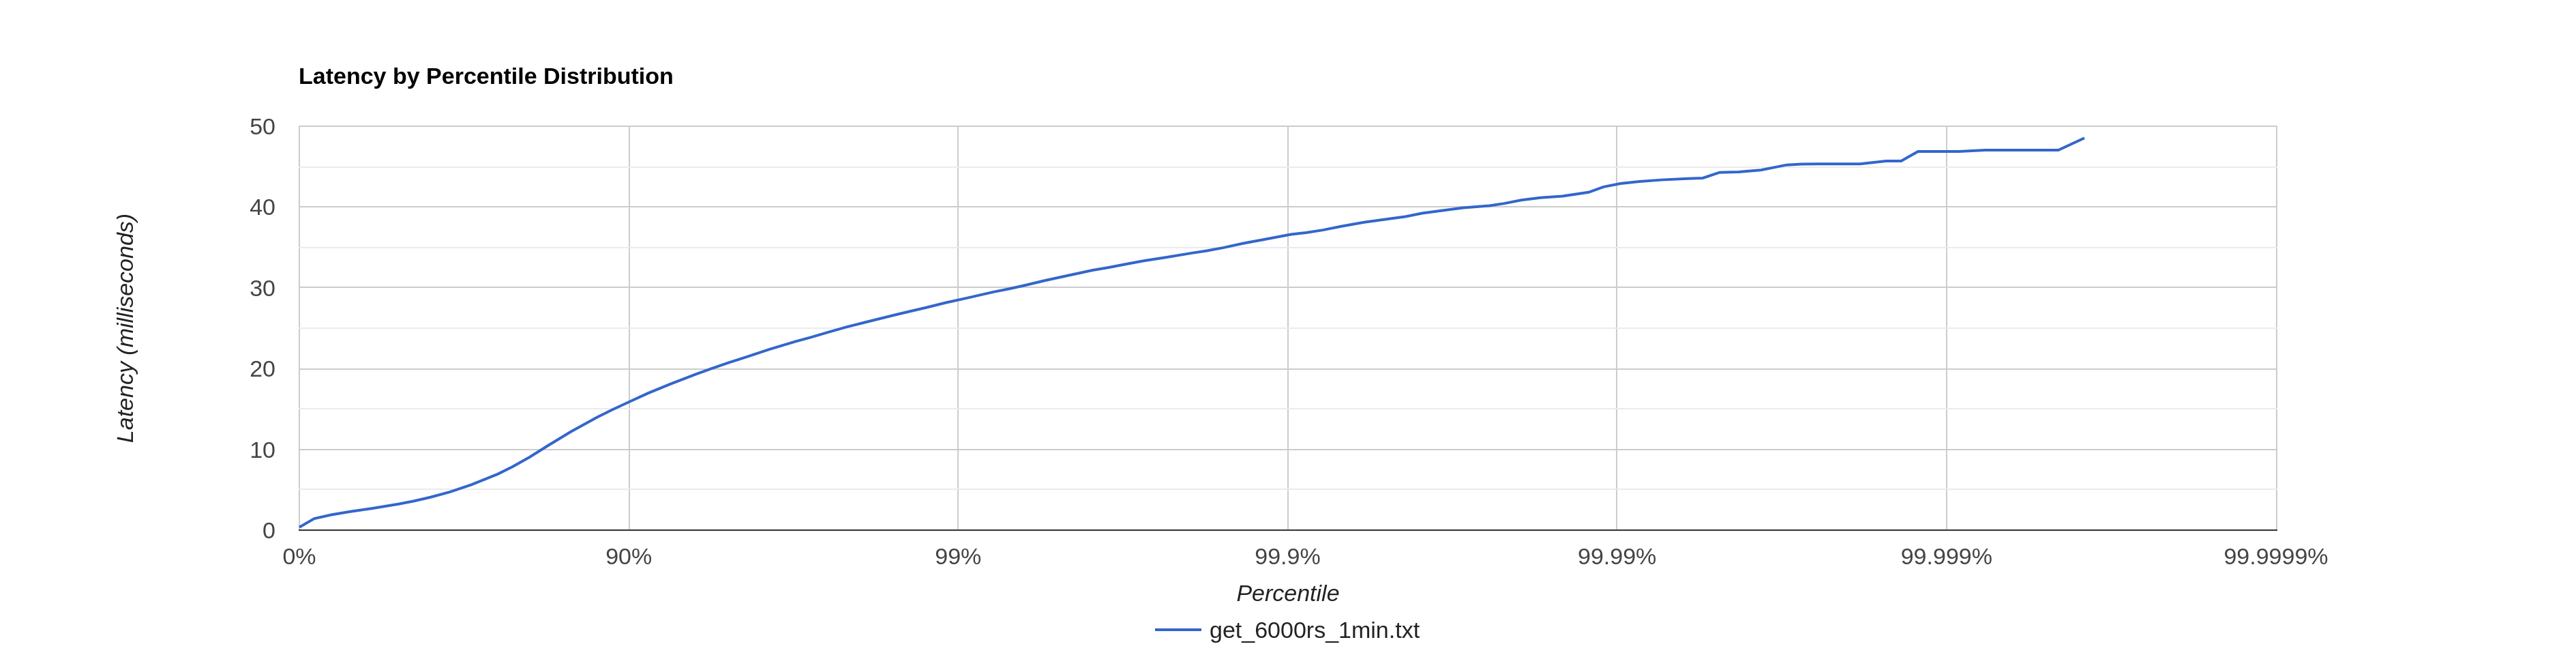 Latency by Percentile Distribution
50
40
30
20
10
0
Latency (milliseconds)
0% 90% 99% 99.9% 99.99% 99.999% 99.9999%
Percentile
get_6000rs_1min.txt